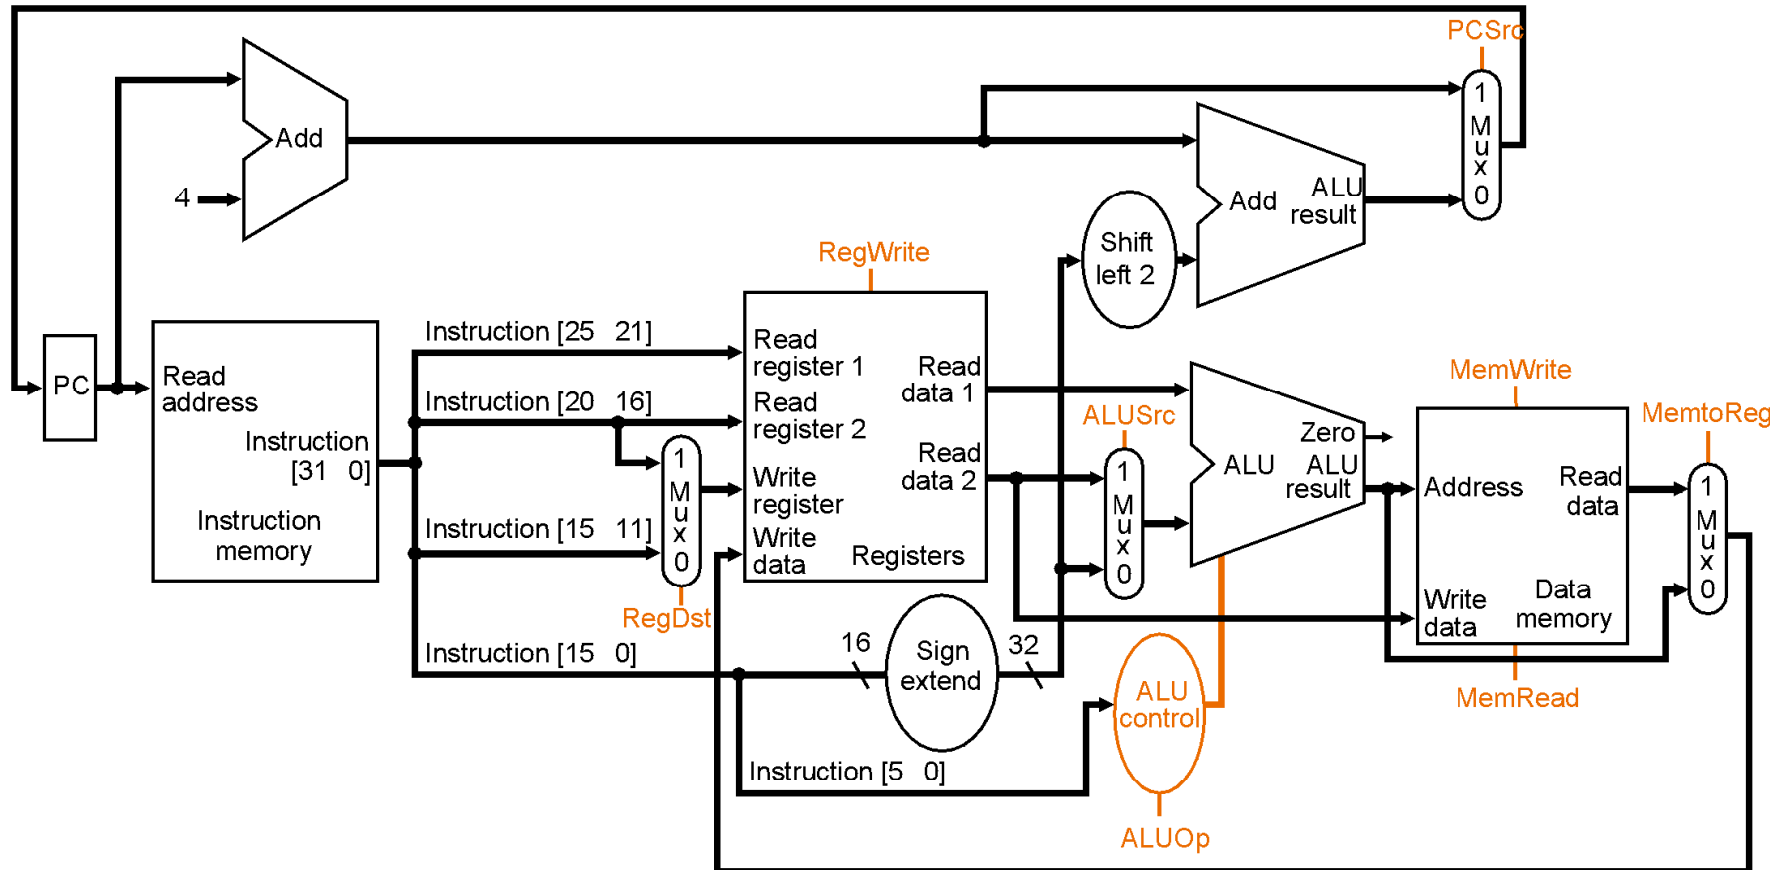 PCSrc
1
M
u
x
0
Add
4
Add
ALU
result
Shift
left 2
RegWrite
PC
Read
address
Instruction
[31 0]
Instruction
memory
Instruction [25 21]
Instruction [20 16]
Instruction [15 11]
Instruction [15 0]
Instruction [5 0]
1
M
u
x
0
RegDst
Read
register 1
Read
register 2
Write
register
Write
data
Read
data 1
Read
data 2
Registers
16
Sign
extend
32
ALUSrc
1
M
u
x
0
Zero
ALU
ALU
result
ALU
control
ALUOp
MemWrite
Address
Read
data
Write
data
Data
memory
MemRead
MemtoReg
1
M
u
x
0